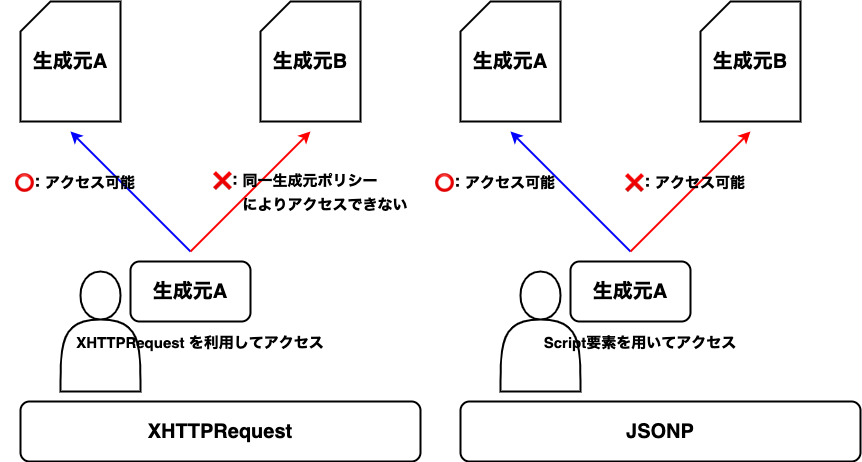 生成元A
生成元B
○: アクセス可能
×: 同一生成元ポリシー
によりアクセスできない
生成元A
XHTTPRequest を利用してアクセス
XHTTPRequest
生成元A
生成元B
○: アクセス可能
×: アクセス可能
生成元A
Script要素を用いてアクセス
JSONP